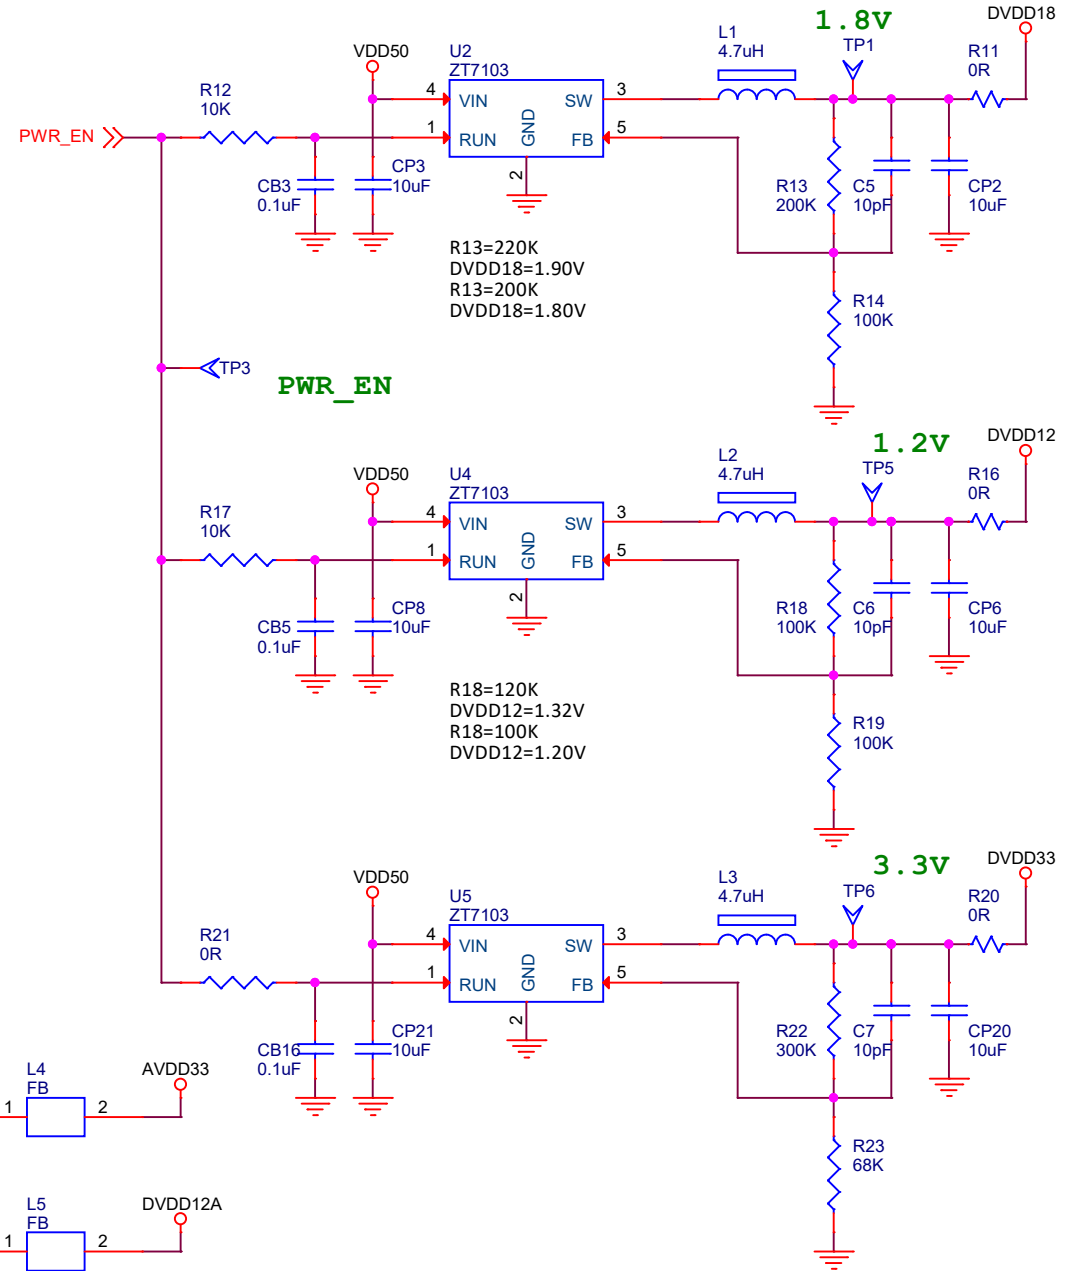 1.8V
DVDD18
L1
4.7uH
TP1
R11
0R
VDD50
U2
ZT7103
R12
10K
4
VIN
SW
3
PWR_EN
1
RUN
GND
FB
5
2
CB3
0.1uF
CP3
10uF
R13
200K
C5
10pF
CP2
10uF
R13=220K
DVDD18=1.90V
R13=200K
DVDD18=1.80V
R14
100K
TP3
PWR_EN
1.2V
DVDD12
L2
4.7uH
TP5
R16
0R
VDD50
U4
ZT7103
R17
10K
4
VIN
SW
3
1
RUN
GND
FB
5
2
CB5
0.1uF
CP8
10uF
R18
100K
C6
10pF
CP6
10uF
R18=120K
DVDD12=1.32V
R18=100K
DVDD12=1.20V
R19
100K
3.3V
DVDD33
L3
4.7uH
TP6
R20
0R
VDD50
U5
ZT7103
R21
0R
4
VIN
SW
3
1
RUN
GND
FB
5
2
CB16
0.1uF
CP21
10uF
R22
300K
C7
10pF
CP20
10uF
L4
FB
AVDD33
1
2
R23
68K
L5
FB
DVDD12A
1
2